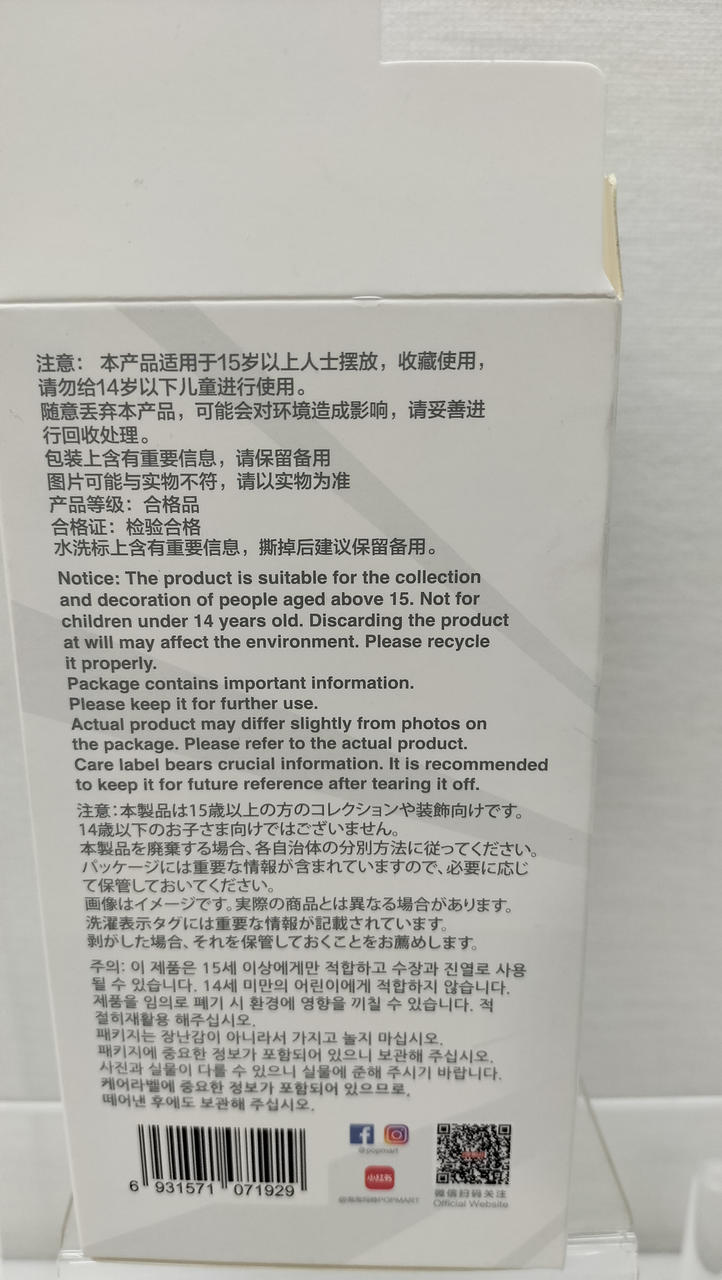 注意： 本产品适用于15岁以上人士摆放，收藏使用，
请勿给14岁以下儿童进行使用。
随意丢弃本产品，可能会对环境造成影响，请妥善进
行回收处理。
包装上含有重要信息，请保留备用
图片可能与实物不符，请以实物为准
产品等级：合格品
合格证：检验合格
水洗标上含有重要信息，撕掉后建议保留备用。
Notice: The product is suitable for the collection
and decoration of people aged above 15. Not for
children under 14 years old. Discarding the product
at will may affect the environment. Please recycle
it properly.
Package contains important information.
Please keep it for further use.
Actual product may differ slightly from photos on
the package. Please refer to the actual product.
Care label bears crucial information. It is recommended
to keep it for future reference after tearing it off.
注意：本製品は15歳以上の方のコレクションや装飾向けです。
14歳以下のお子さま向けではございません。
本製品を廃棄する場合、各自治体の分別方法に従ってください。
パッケージには重要な情報が含まれていますので、必要に応じ
て保管しておいてください。
画像はイメージです。実際の商品とは異なる場合があります。
洗濯表示タグには重要な情報が記載されています。
剥がした場合、それを保管しておくことをお薦めします。
주의: 이 제품은 15세 이상에게만 적합하고 수장과 진열로 사용
될 수 있습니다. 14세 미만의 어린이에게 적합하지 않습니다.
제품을 임의로 폐기 시 환경에 영향을 끼칠 수 있습니다. 적
절히재활용 해주십시오.
패키지는 장난감이 아니라서 가지고 놀지 마십시오.
패키지에 중요한 정보가 포함되어 있으니 보관해 주십시오.
사진과 실물이 다를 수 있으니 실물에 준해 주시기 바랍니다.
케어라벨에 중요한 정보가 포함되어 있으므로,
떼어낸 후에도 보관해 주십시오.
6 931571 071929
@popmart
小红书
POPMART
微信扫码关注
Official Website